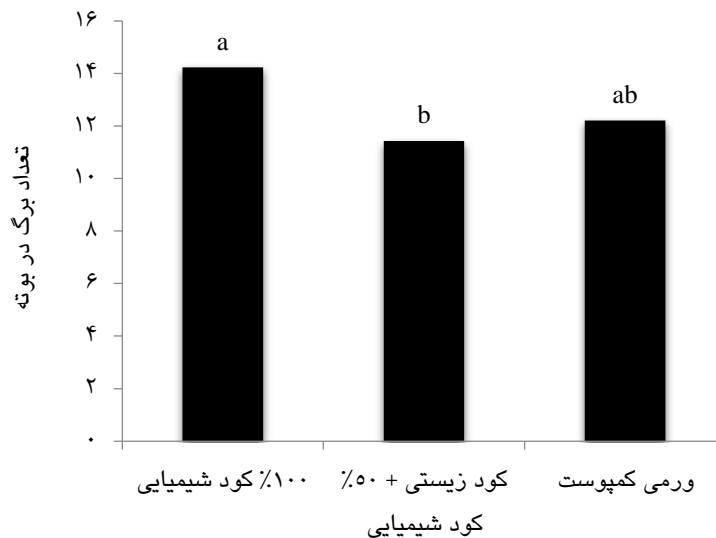 ۱۶
۱۴
۱۲
۱۰
۸
۶
۴
۲
۰
تعداد برگ در بوته
a
b
ab
۱۰۰٪ کود شیمیایی
کود زیستی + ۵۰٪
کود شیمیایی
ورمی کمپوست